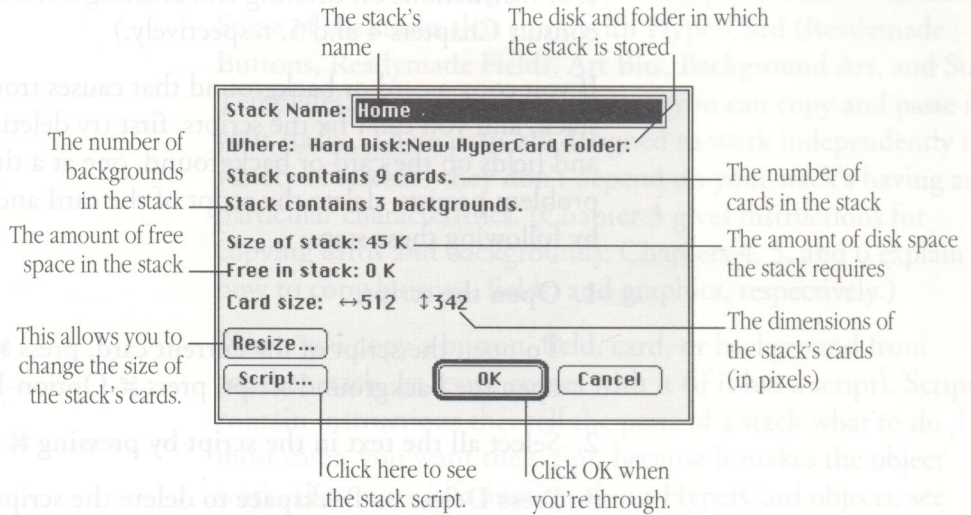 The stack's
name
The disk and folder in which
the stack is stored
Stack Name: Home
Where: Hard Disk:New HyperCard Folder:
Stack contains 9 cards.
Stack contains 3 backgrounds.
Size of stack: 45 K
Free in stack: 0 K
Card size: ↔512 ↕342
Resize...
Script...
OK
Cancel
The number of
backgrounds
in the stack
The amount of free
space in the stack
This allows you to
change the size of
the stack's cards.
The number of
cards in the stack
The amount of disk space
the stack requires
The dimensions of
the stack's cards
(in pixels)
Click here to see
the stack script.
Click OK when
you're through.